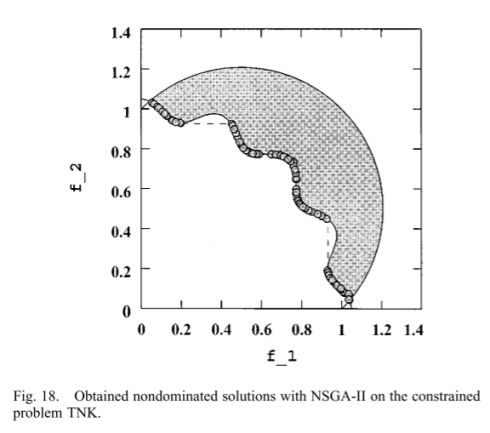 1.4
1.2
1
0.8
0.6
0.4
0.2
0
f_2
0 0.2 0.4 0.6 0.8 1 1.2 1.4
f_1
Fig. 18. Obtained nondominated solutions with NSGA-II on the constrained
problem TNK.